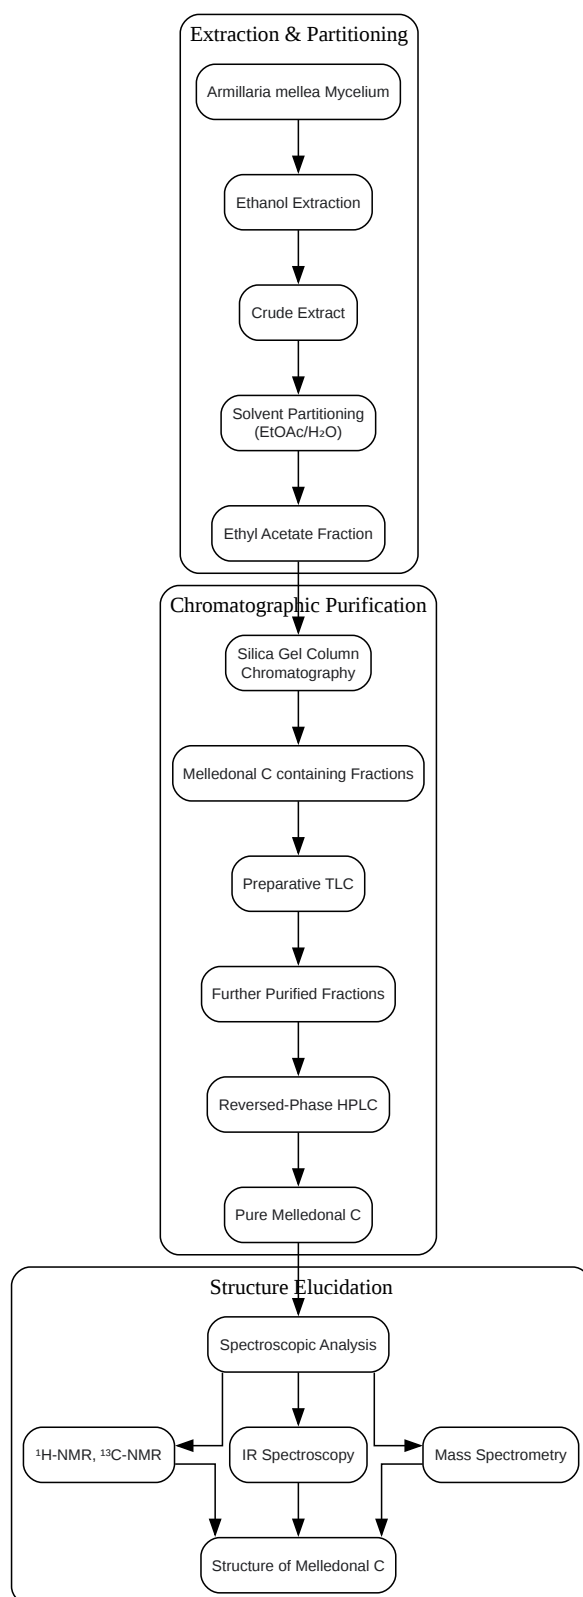 Extraction & Partitioning
Armillaria mellea Mycelium
Ethanol Extraction
Crude Extract
Solvent Partitioning
(EtOAc/H₂O)
Ethyl Acetate Fraction
Chromatographic Purification
Silica Gel Column
Chromatography
Melledonal C containing Fractions
Preparative TLC
Further Purified Fractions
Reversed-Phase HPLC
Pure Melledonal C
Structure Elucidation
Spectroscopic Analysis
¹H-NMR, ¹³C-NMR
IR Spectroscopy
Mass Spectrometry
Structure of Melledonal C